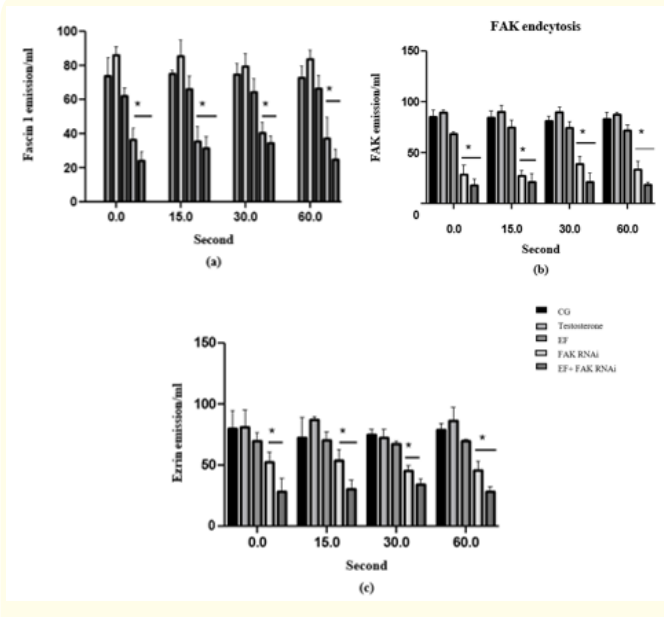 100
80
60
40
20
0
Fascin 1 emission/ml
*
*
*
*
0.0 15.0 30.0 60.0
Second
(a)
FAK endcytosis
150
100
50
0
FAK emission/ml
*
*
*
*
0.0 15.0 30.0 60.0
Second
(b)
CG
Testosterone
EF
FAK RNAi
EF+ FAK RNAi
150
100
50
0
Ezrin emission/ml
*
*
*
*
0.0 15.0 30.0 60.0
Second
(c)